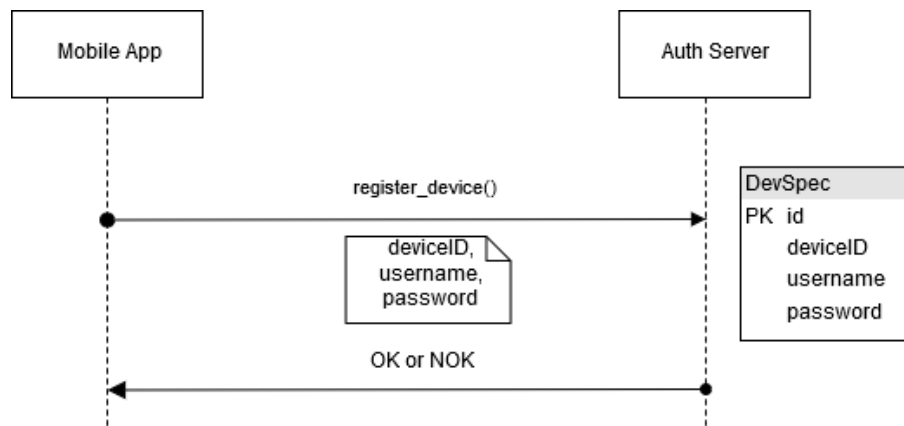 Mobile App
Auth Server
register_device()
deviceID,
username,
password
DevSpec
PK id
deviceID
username
password
OK or NOK